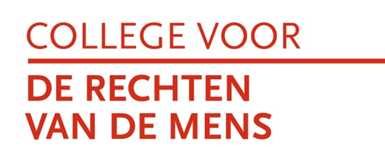 COLLEGE VOOR
DE RECHTEN
VAN DE MENS